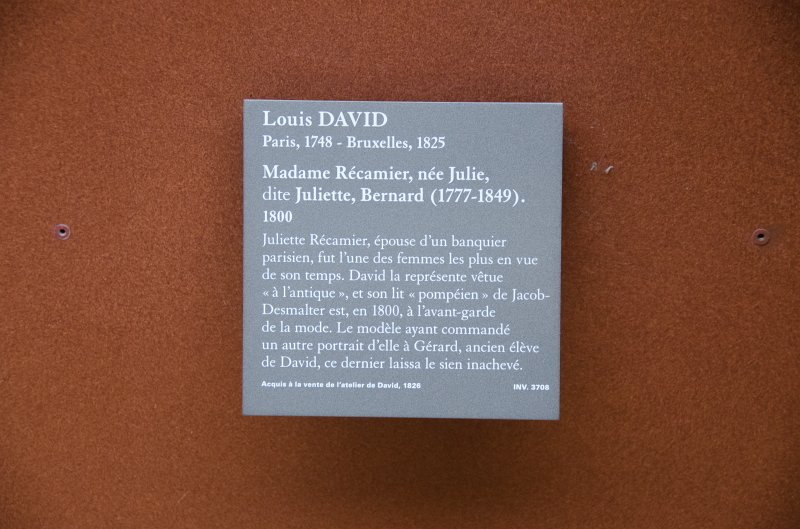 Louis DAVID
Paris, 1748 - Bruxelles, 1825
Madame Récamier, née Julie,
dite Juliette, Bernard (1777-1849).
1800
Juliette Récamier, épouse d’un banquier
parisien, fut l’une des femmes les plus en vue
de son temps. David la représente vêtue
« à l’antique », et son lit « pompéien » de Jacob-
Desmalter est, en 1800, à l’avant-garde
de la mode. Le modèle ayant commandé
un autre portrait d’elle à Gérard, ancien élève
de David, ce dernier laissa le sien inachevé.
Acquis à la vente de l’atelier de David, 1826 INV. 3708